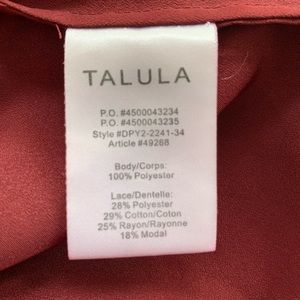 TALULA
P.O. #4500043234
P.O. #4500043235
Style #DPY2-2241-34
Article #49268
Body/Corps:
100% Polyester
Lace/Dentelle:
28% Polyester
29% Cotton/Coton
25% Rayon/Rayonne
18% Modal